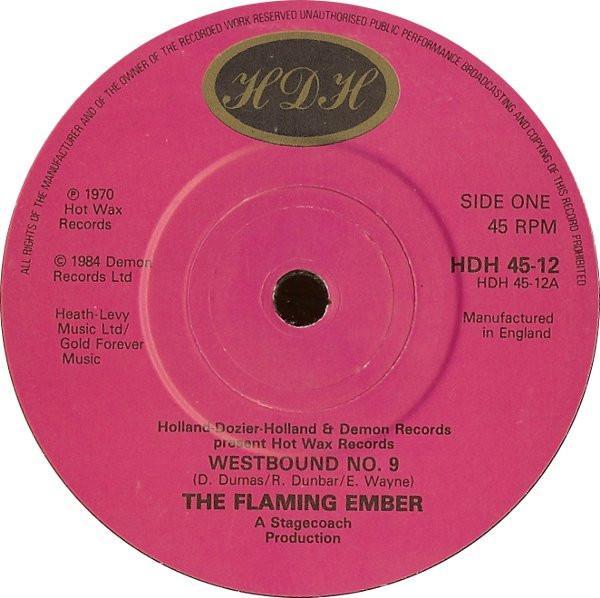 ALL RIGHTS OF THE MANUFACTURER AND OF THE OWNER OF THE RECORDED WORK RESERVED UNAUTHORISED PUBLIC PERFORMANCE BROADCASTING AND COPYING OF THIS RECORD PROHIBITED
HDH
℗ 1970
Hot Wax
Records
© 1984 Demon
Records Ltd
Heath-Levy
Music Ltd/
Gold Forever
Music
SIDE ONE
45 RPM
HDH 45-12
HDH 45-12A
Manufactured
in England
Holland-Dozier-Holland & Demon Records
present Hot Wax Records
WESTBOUND NO. 9
(D. Dumas/R. Dunbar/E. Wayne)
THE FLAMING EMBER
A Stagecoach
Production